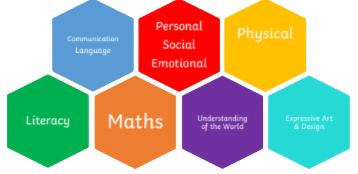 Communication
Language
Personal
Social
Emotional
Physical
Literacy
Maths
Understanding
of the World
Expressive Art
& Design